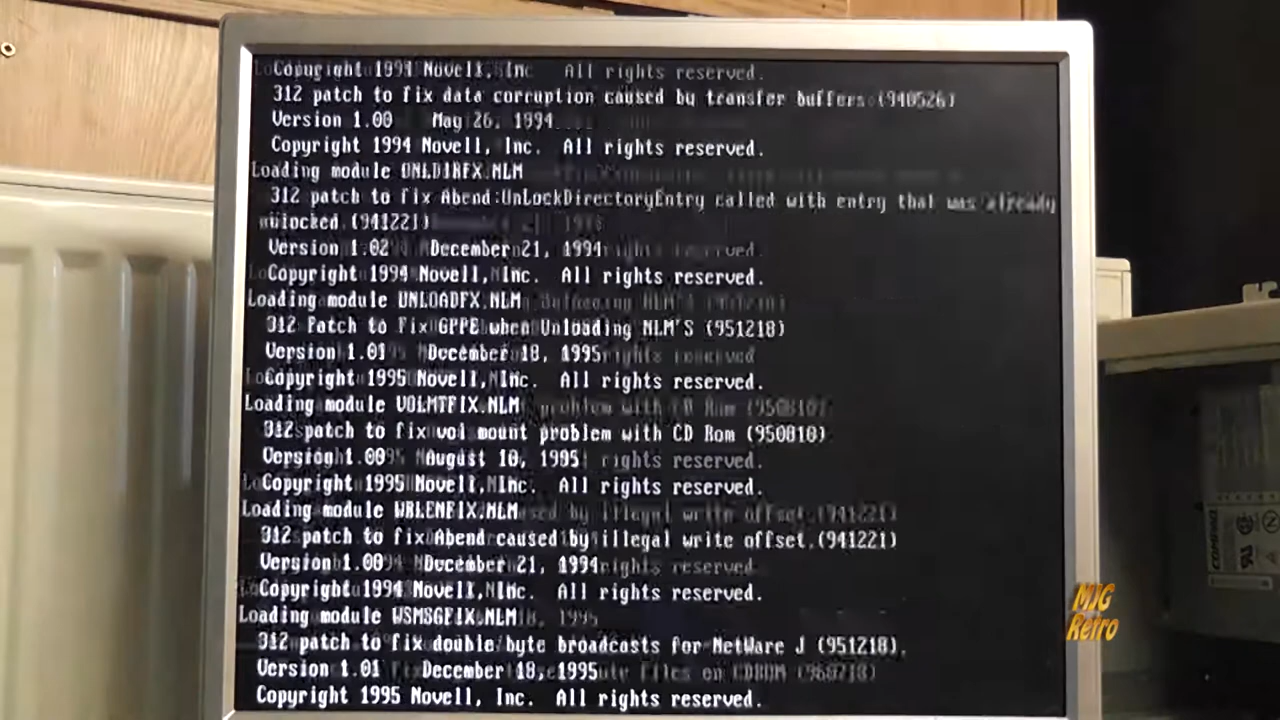 Copyright 1994 Novell, Inc. All rights reserved.
312 patch to fix data corruption caused by transfer buffers (940526)
Version 1.00 May 26, 1994
Copyright 1994 Novell, Inc. All rights reserved.
Loading module UNLDIRFX.NLM
312 patch to fix Abend:UnLockDirectoryEntry called with entry that was already
unlocked (941221)
Version 1.02 December 21, 1994
Copyright 1994 Novell, Inc. All rights reserved.
Loading module UNLOADFX.NLM
312 Patch to Fix GPPE when Unloading NLM'S (951218)
Version 1.01 December 18, 1995
Copyright 1995 Novell, Inc. All rights reserved.
Loading module VOLMTFIX.NLM
312 patch to fix vol mount problem with CD Rom (950810)
Version 1.00 August 10, 1995
Copyright 1995 Novell, Inc. All rights reserved.
Loading module WRLENFIX.NLM
312 patch to fix Abend caused by illegal write offset.(941221)
Version 1.00 December 21, 1994
Copyright 1994 Novell, Inc. All rights reserved.
Loading module WSMSGFIX.NLM
312 patch to fix double byte broadcasts for NetWare J (951218).
Version 1.01 December 18, 1995
Copyright 1995 Novell, Inc. All rights reserved.
MIG
Retro
COMPAQ